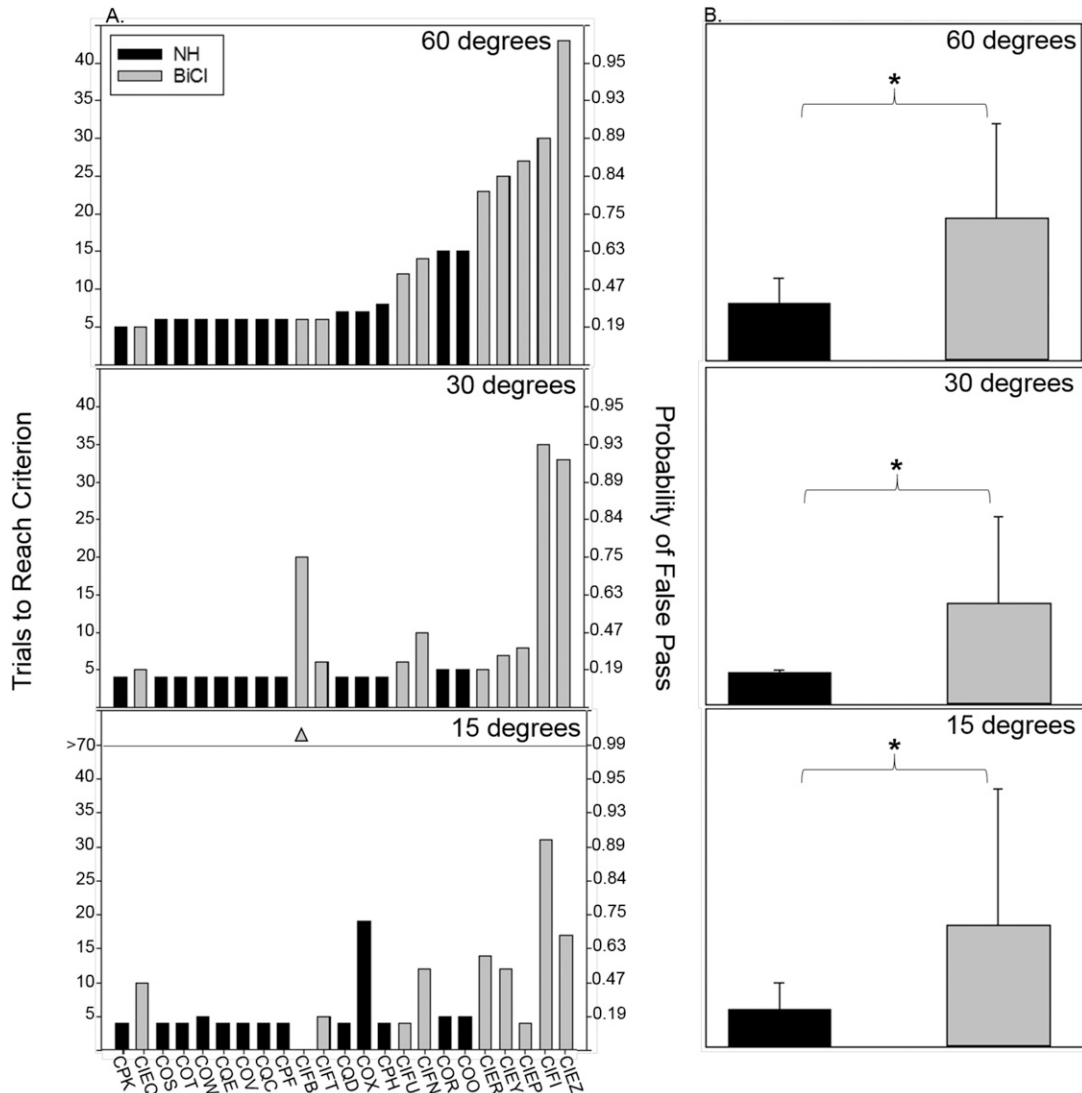 A.
60 degrees
NH
BiCI
40
35
30
25
20
15
10
5
0.95
0.93
0.89
0.84
0.75
0.63
0.47
0.19
30 degrees
40
35
30
25
20
15
10
5
0.95
0.93
0.89
0.84
0.75
0.63
0.47
0.19
15 degrees
>70
40
35
30
25
20
15
10
5
0.99
0.95
0.93
0.89
0.84
0.75
0.63
0.47
0.19
CPK
CIEC
COS
COT
COW
CQE
COV
CQC
CPF
CIFB
CIFT
CQD
COX
CPH
CIFU
CIFN
COR
COO
CIER
CIEY
CIEP
CIFI
CIEZ
Trials to Reach Criterion
Probability of False Pass
B.
60 degrees
*
30 degrees
*
15 degrees
*